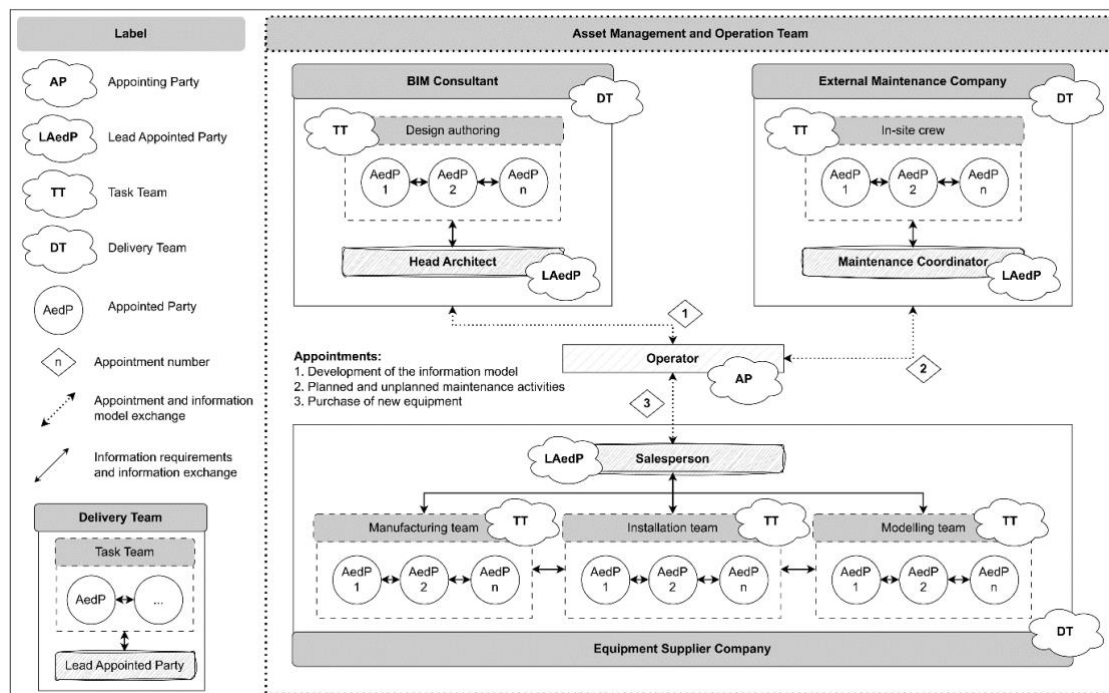 Label
AP
Appointing Party
LAedP
Lead Appointed Party
TT
Task Team
DT
Delivery Team
AedP
Appointed Party
n
Appointment number
Appointment and information
model exchange
Information requirements
and information exchange
Delivery Team
Task Team
AedP
...
Lead Appointed Party
Asset Management and Operation Team
BIM Consultant
DT
TT
Design authoring
AedP
1
AedP
2
AedP
n
Head Architect
LAedP
External Maintenance Company
DT
TT
In-site crew
AedP
1
AedP
2
AedP
n
Maintenance Coordinator
LAedP
1
Operator
AP
2
Appointments:
1. Development of the information model
2. Planned and unplanned maintenance activities
3. Purchase of new equipment
3
LAedP
Salesperson
Manufacturing team
TT
AedP
1
AedP
2
AedP
n
Installation team
TT
AedP
1
AedP
2
AedP
n
Modelling team
TT
AedP
1
AedP
2
AedP
n
DT
Equipment Supplier Company